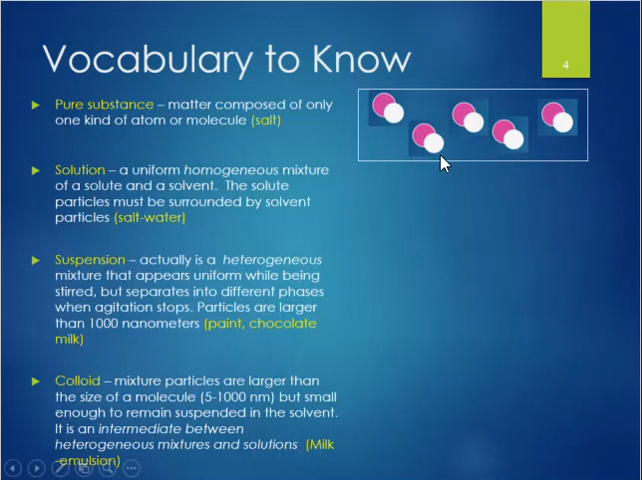 Vocabulary to Know
4
Pure substance – matter composed of only
one kind of atom or molecule (salt)
Solution – a uniform homogeneous mixture
of a solute and a solvent.  The solute
particles must be surrounded by solvent
particles (salt-water)
Suspension – actually is a  heterogeneous
mixture that appears uniform while being
stirred, but separates into different phases
when agitation stops. Particles are larger
than 1000 nanometers (paint, chocolate
milk)
Colloid – mixture particles are larger than
the size of a molecule (5-1000 nm) but small
enough to remain suspended in the solvent.
It is an intermediate between
heterogeneous mixtures and solutions  (Milk
-emulsion)